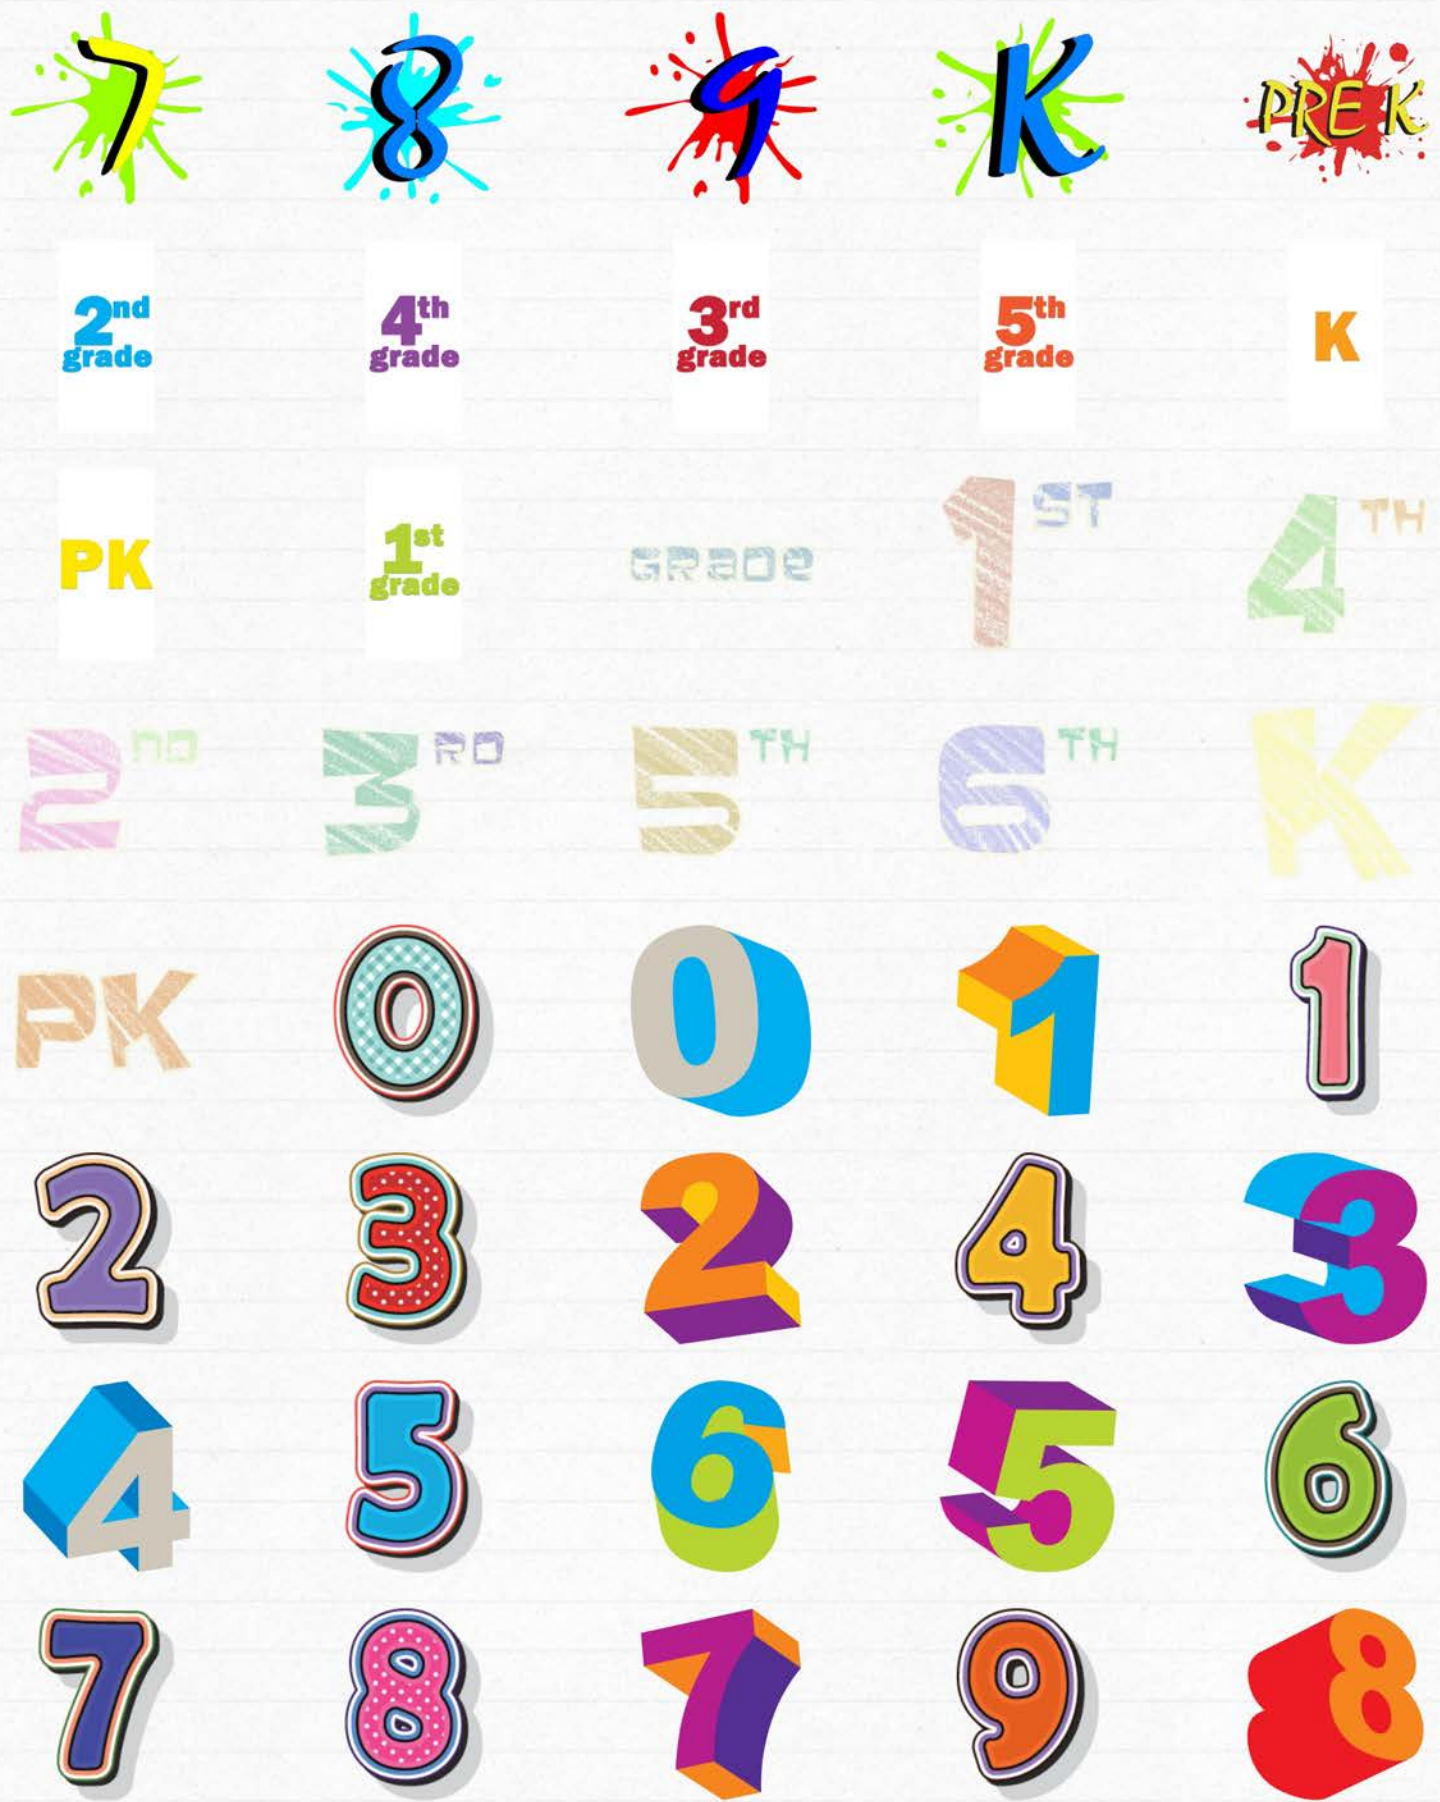 7 8 9 K PRE K
2nd grade 4th grade 3rd grade 5th grade K
PK 1st grade GRaDe 1ST 4TH
2ND 3RD 5TH 6TH K
PK 0 0 1 1
2 3 2 4 3
4 5 6 5 6
7 8 7 9 8